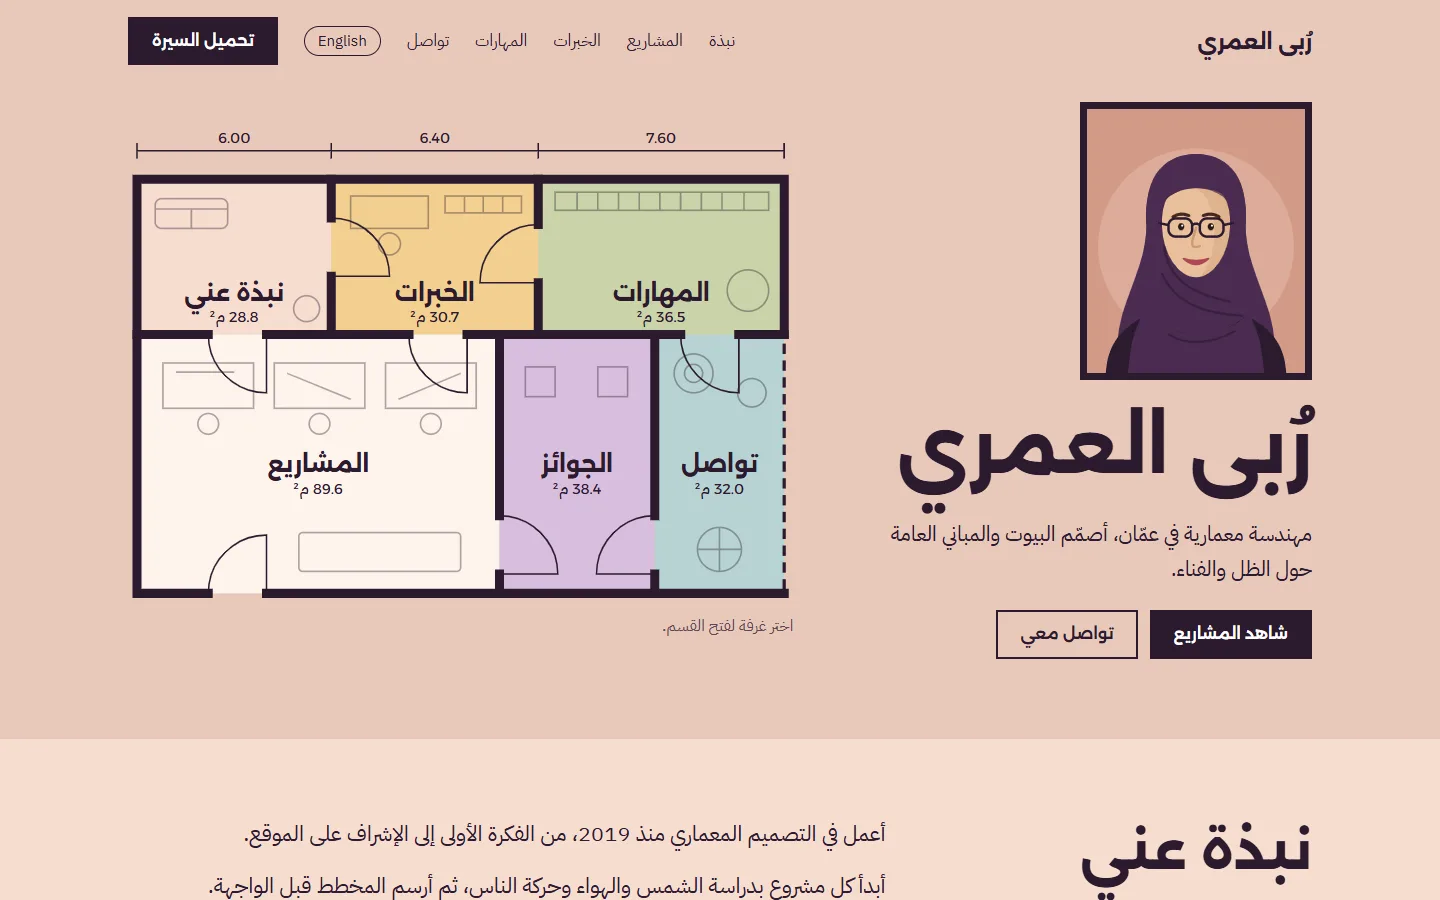 رُبى العمري
نبذة
المشاريع
الخبرات
المهارات
تواصل
English
تحميل السيرة
رُبى العمري
مهندسة معمارية في عمّان، أصمّم البيوت والمباني العامة
حول الظل والفناء.
شاهد المشاريع
تواصل معي
7.60
6.40
6.00
المهارات
36.5 م²
الخبرات
30.7 م²
نبذة عني
28.8 م²
تواصل
32.0 م²
الجوائز
38.4 م²
المشاريع
89.6 م²
اختر غرفة لفتح القسم.
نبذة عني
أعمل في التصميم المعماري منذ 2019، من الفكرة الأولى إلى الإشراف على الموقع.
أبدأ كل مشروع بدراسة الشمس والهواء وحركة الناس، ثم أرسم المخطط قبل الواجهة.